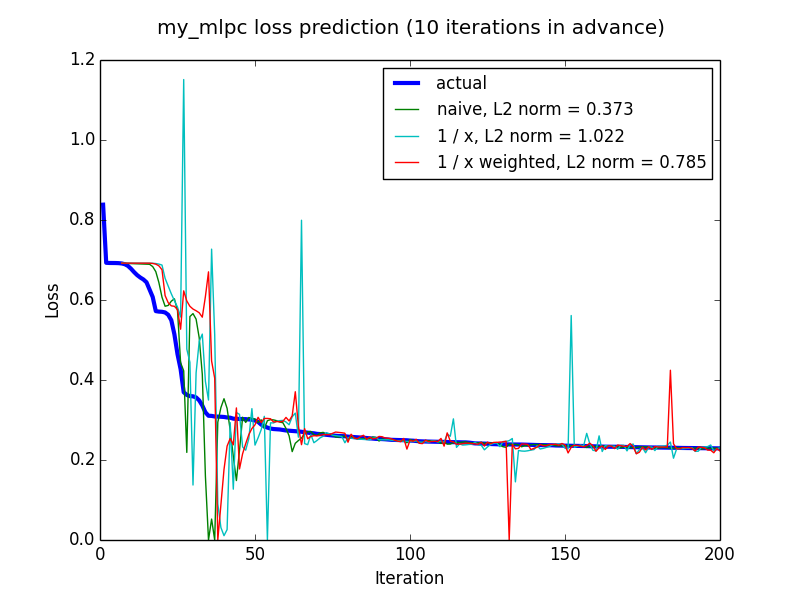 my_mlpc loss prediction (10 iterations in advance)
1.2
1.0
0.8
0.6
0.4
0.2
0.0
Loss
actual
naive, L2 norm = 0.373
1 / x, L2 norm = 1.022
1 / x weighted, L2 norm = 0.785
0
50
100
150
200
Iteration